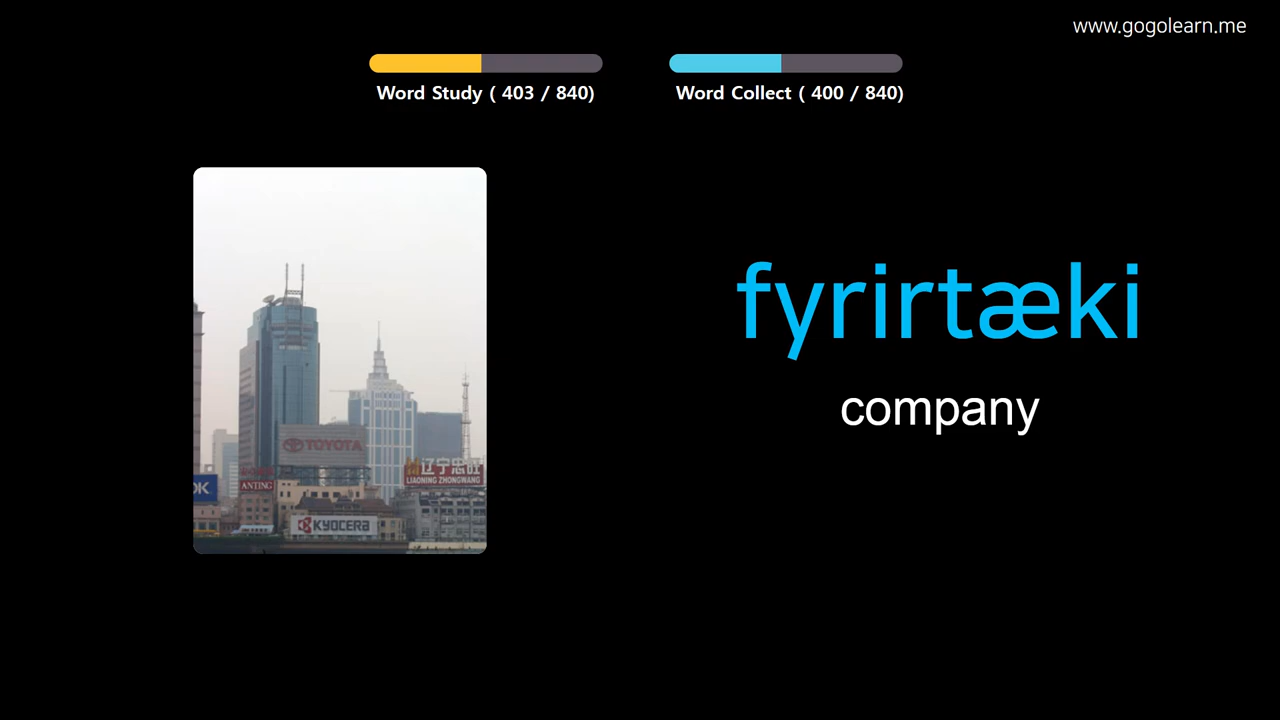 www.gogolearn.me
Word Study ( 403 / 840)
Word Collect ( 400 / 840)
fyrirtæki
company
TOYOTA
辽宁忠旺
LIAONING ZHONGWANG
ANTING
OK
KYOCERA